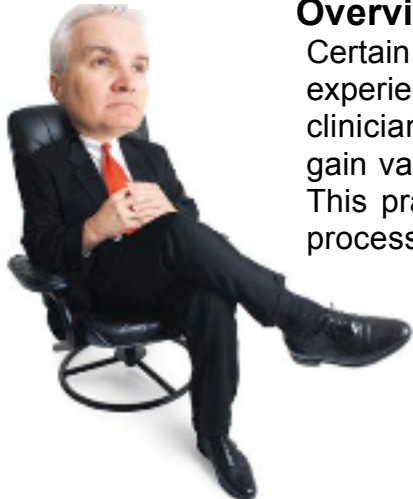 Overvi
Certain
experie
clinician
gain va
This pra
process